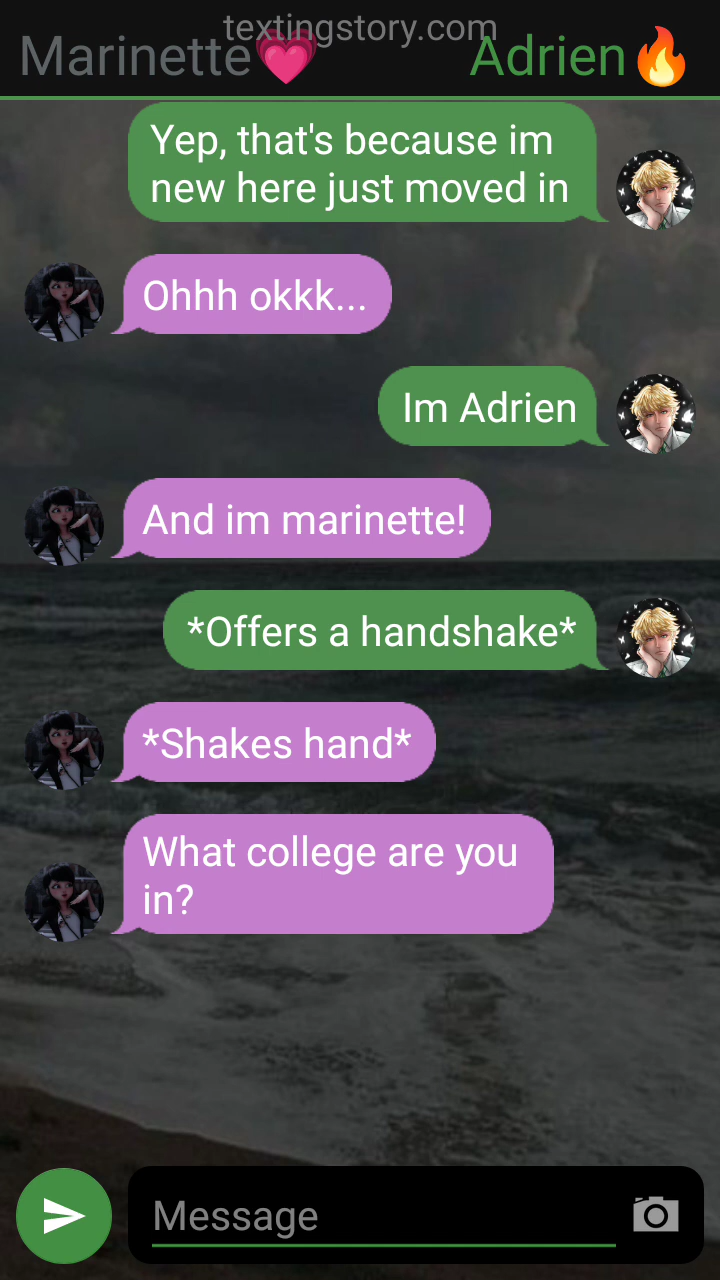 textingstory.com
Marinette💗 Adrien🔥
Yep, that's because im
new here just moved in
Ohhh okkk...
Im Adrien
And im marinette!
*Offers a handshake*
*Shakes hand*
What college are you
in?
Message